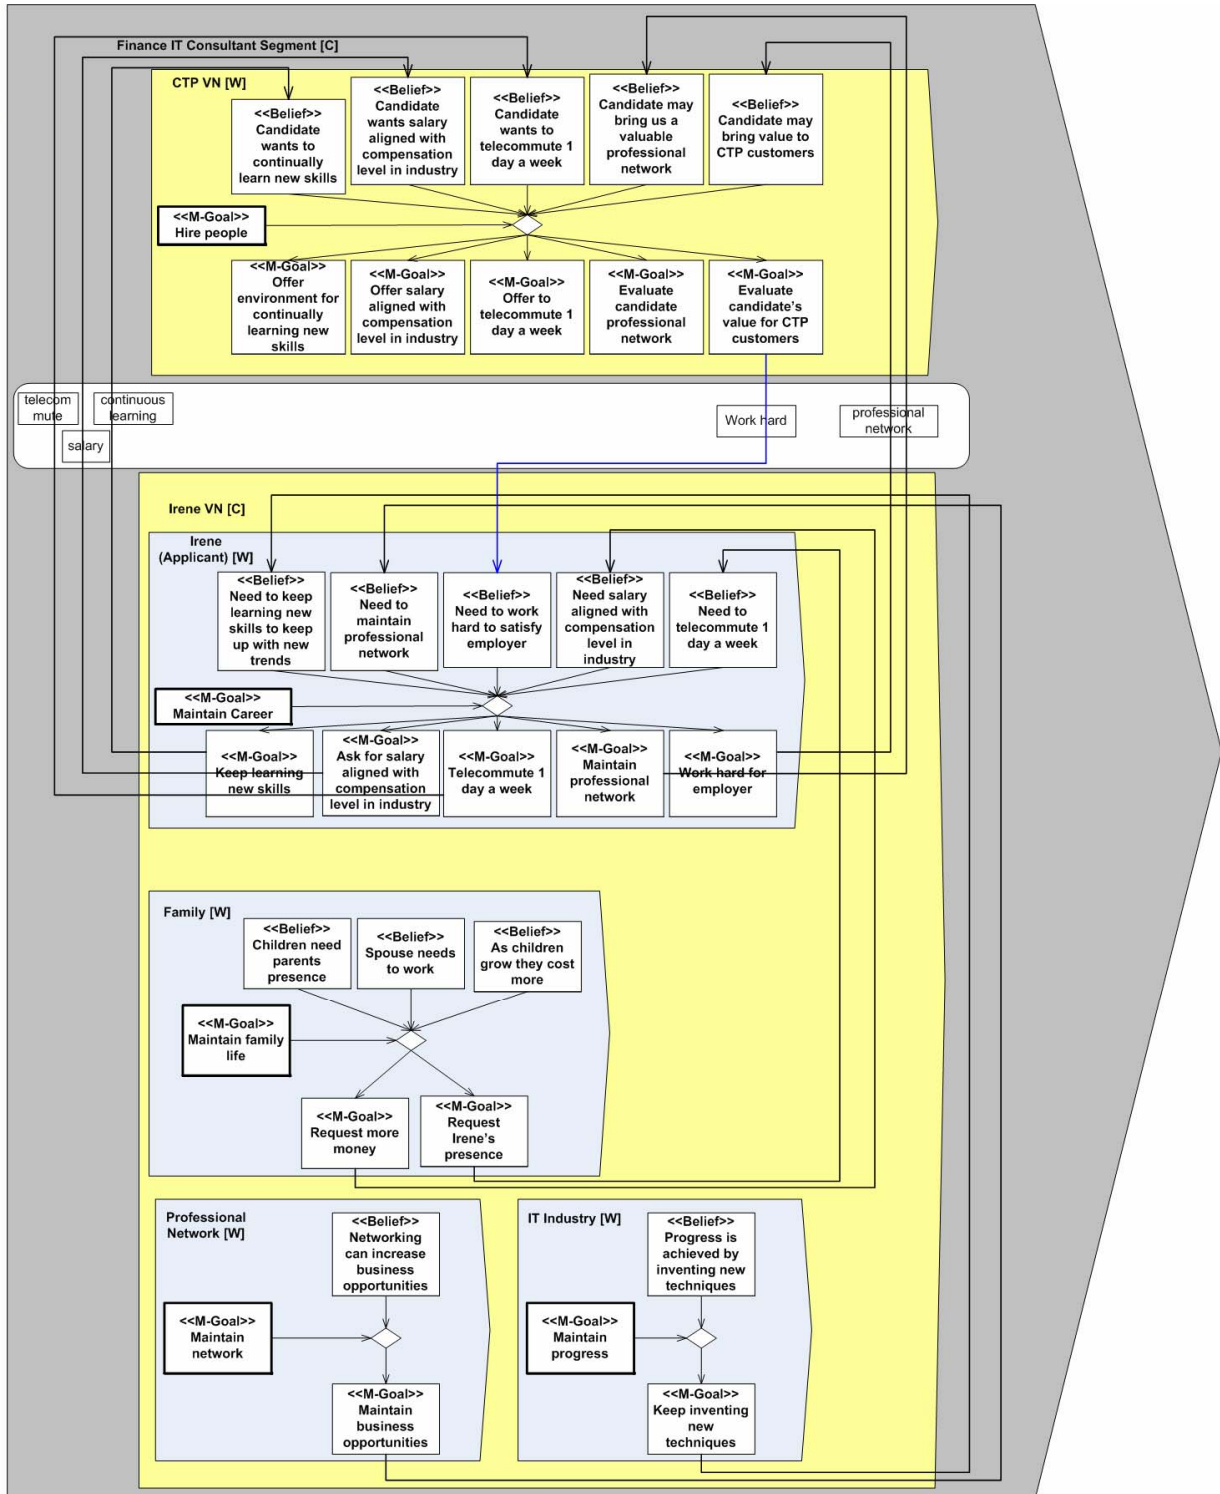 Finance IT Consultant Segment [C]
CTP VN [W]
<<Belief>>
Candidate
wants to
continually
learn new skills
<<Belief>>
Candidate
wants salary
aligned with
compensation
level in industry
<<Belief>>
Candidate
wants to
telecommute 1
day a week
<<Belief>>
Candidate may
bring us a
valuable
professional
network
<<Belief>>
Candidate may
bring value to
CTP customers
<<M-Goal>>
Hire people
<<M-Goal>>
Offer
environment for
continually
learning new
skills
<<M-Goal>>
Offer salary
aligned with
compensation
level in industry
<<M-Goal>>
Offer to
telecommute 1
day a week
<<M-Goal>>
Evaluate
candidate
professional
network
<<M-Goal>>
Evaluate
candidate's
value for CTP
customers
telecom
mute
continuous
learning
salary
Work hard
professional
network
Irene VN [C]
Irene
(Applicant) [W]
<<Belief>>
Need to keep
learning new
skills to keep
up with new
trends
<<Belief>>
Need to
maintain
professional
network
<<Belief>>
Need to work
hard to satisfy
employer
<<Belief>>
Need salary
aligned with
compensation
level in
industry
<<Belief>>
Need to
telecommute 1
day a week
<<M-Goal>>
Maintain Career
<<M-Goal>>
Keep learning
new skills
<<M-Goal>>
Ask for salary
aligned with
compensation
level in industry
<<M-Goal>>
Telecommute 1
day a week
<<M-Goal>>
Maintain
professional
network
<<M-Goal>>
Work hard for
employer
Family [W]
<<Belief>>
Children need
parents
presence
<<Belief>>
Spouse needs
to work
<<Belief>>
As children
grow they cost
more
<<M-Goal>>
Maintain family
life
<<M-Goal>>
Request more
money
<<M-Goal>>
Request
Irene's
presence
Professional
Network [W]
<<Belief>>
Networking
can increase
business
opportunities
<<M-Goal>>
Maintain
network
<<M-Goal>>
Maintain
business
opportunities
IT Industry [W]
<<Belief>>
Progress is
achieved by
inventing new
techniques
<<M-Goal>>
Maintain
progress
<<M-Goal>>
Keep inventing
new
techniques